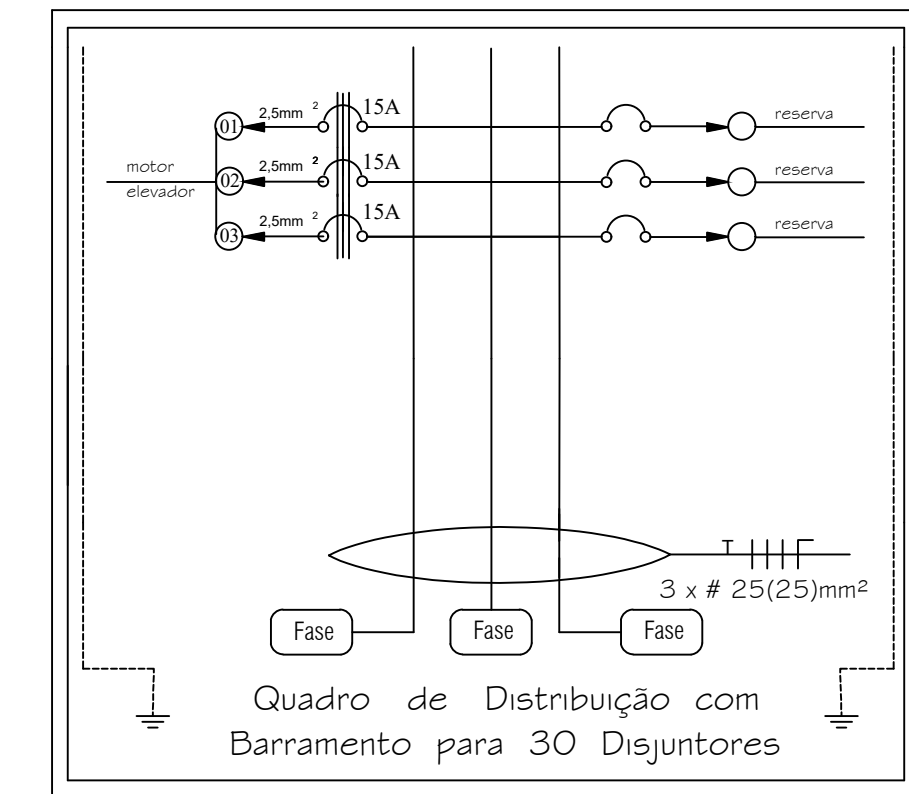 01 2,5mm 2 15A reserva
motor 02 2,5mm 2 15A reserva
elevador
03 2,5mm 2 15A reserva
3 x # 25(25)mm²
Fase Fase Fase
Quadro de Distribuição com
Barramento para 30 Disjuntores